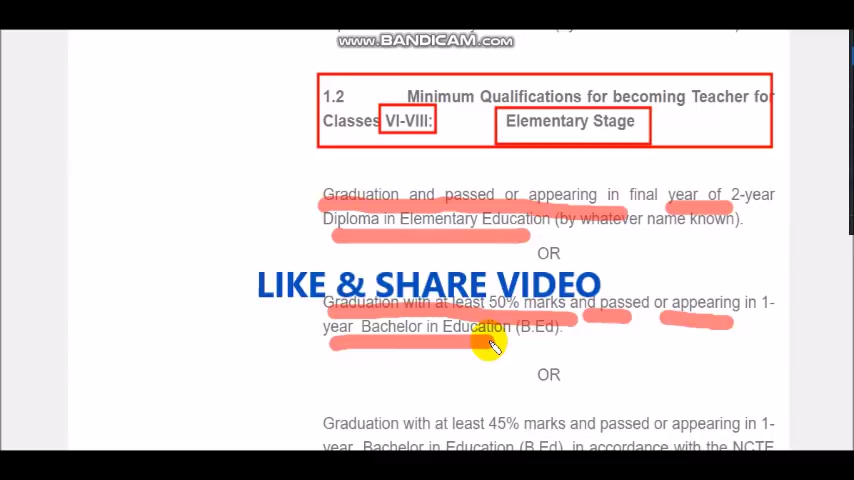 www.BANDICAM.com
1.2 Minimum Qualifications for becoming Teacher for
Classes VI-VIII: Elementary Stage
Graduation and passed or appearing in final year of 2-year
Diploma in Elementary Education (by whatever name known).
OR
LIKE & SHARE VIDEO
Graduation with at least 50% marks and passed or appearing in 1-
year Bachelor in Education (B.Ed).
OR
Graduation with at least 45% marks and passed or appearing in 1-
year Bachelor in Education (B.Ed), in accordance with the NCTE